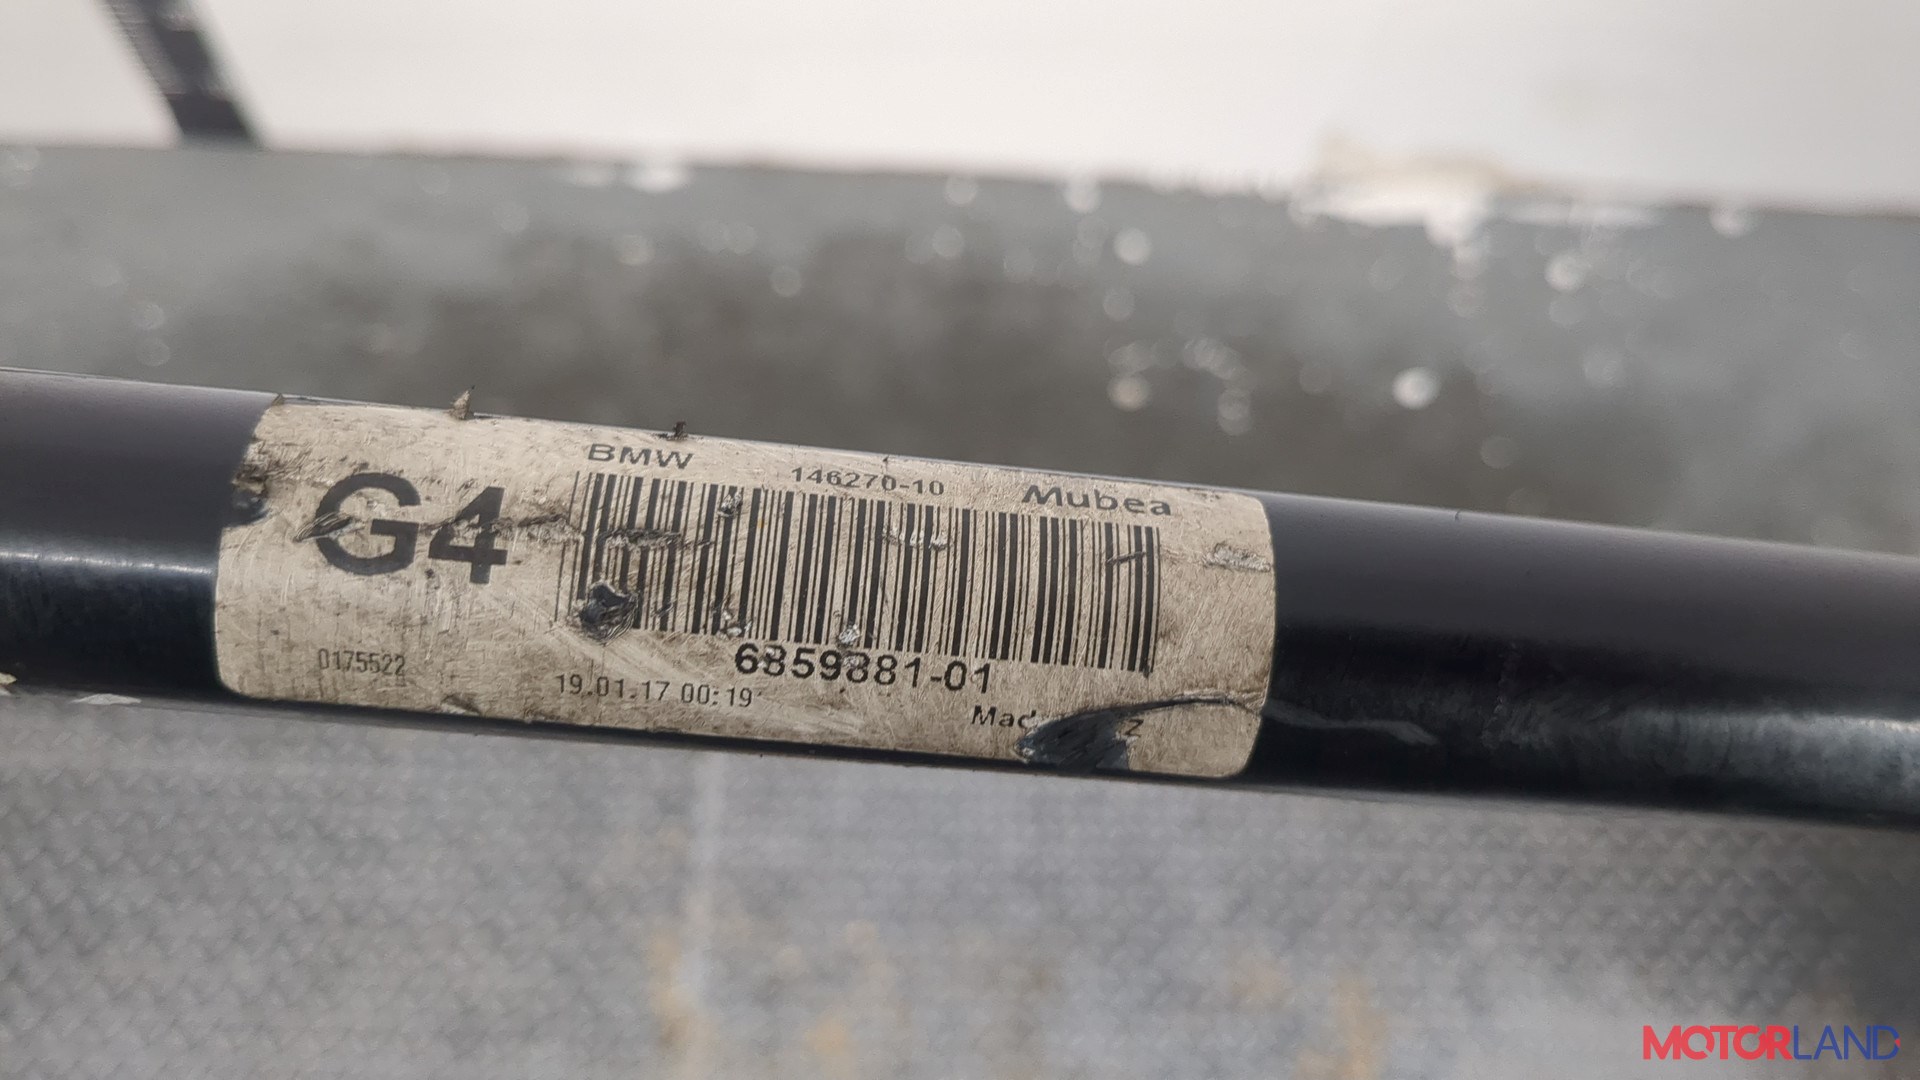 BMW
146270-10
Mubea
G4
6859881-01
0175522
19.01.17 00:19
MOTORLAND